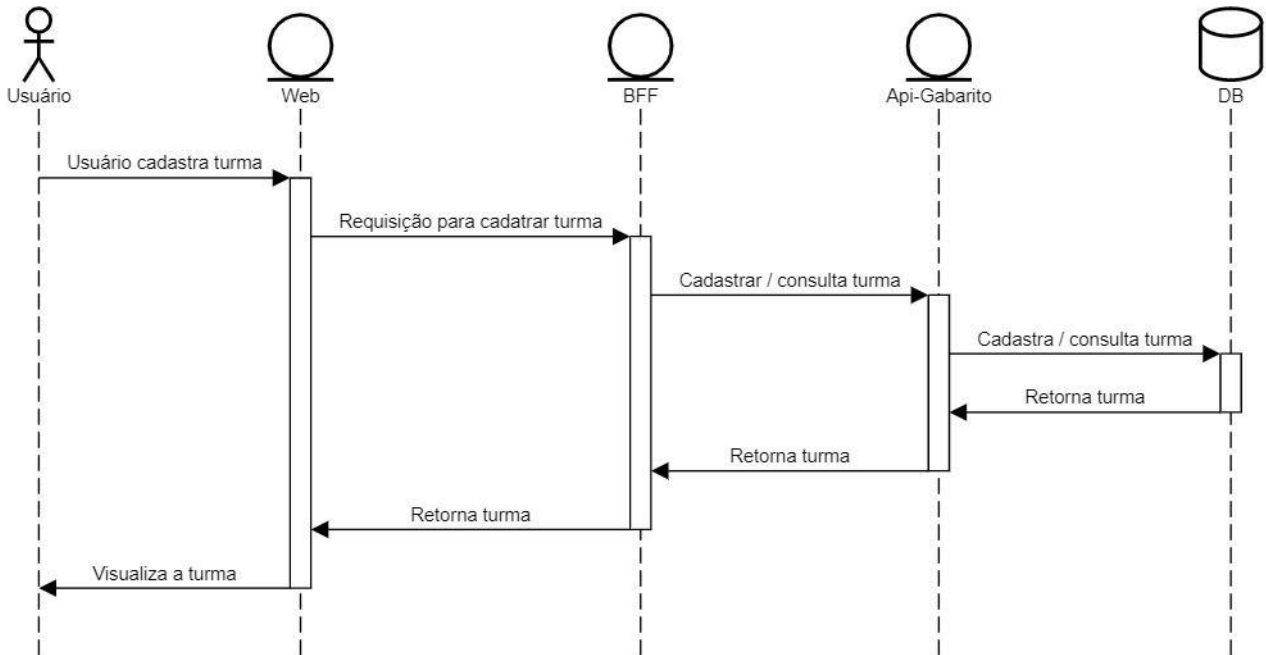 Usuário
Web
BFF
Api-Gabarito
DB
Usuário cadastra turma
Requisição para cadatrar turma
Cadastrar / consulta turma
Cadastra / consulta turma
Retorna turma
Retorna turma
Retorna turma
Visualiza a turma